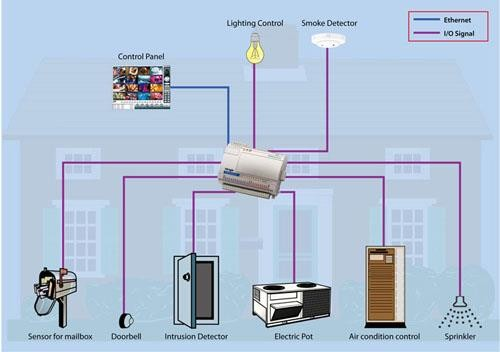 Lighting Control
Smoke Detector
Ethernet
I/O Signal
Control Panel
Sensor for mailbox
Doorbell
Intrusion Detector
Electric Pot
Air condition control
Sprinkler